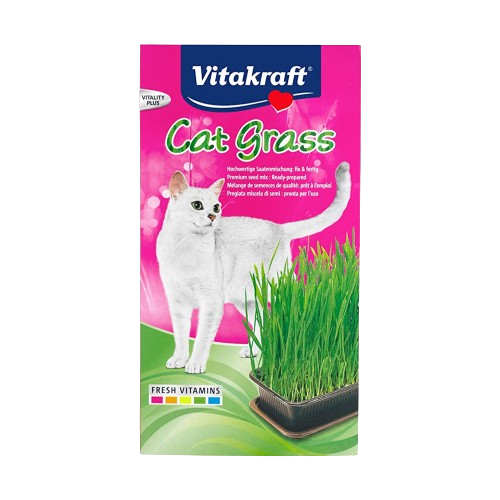 Vitakraft®
VITALITY
PLUS
Cat Grass
Hochwertige Saatenmischung: fix & fertig
Premium seed mix : Ready-prepared
Mélange de semences de qualité: prêt à l'emploi
Pregiata miscela di semi : pronta per l'uso
FRESH VITAMINS